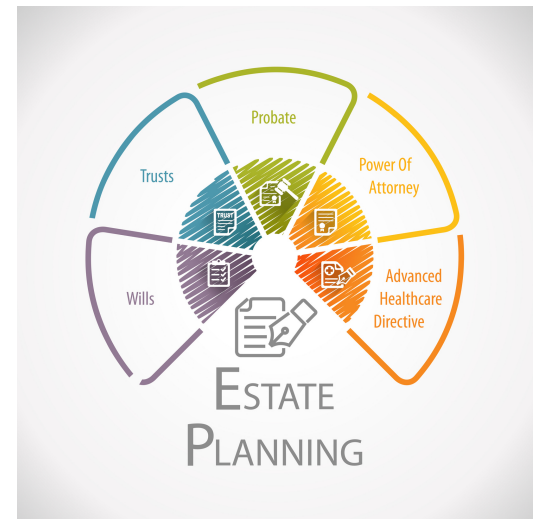 Probate
Trusts
Power Of
Attorney
TRUST
Wills
Advanced
Healthcare
Directive
ESTATE
PLANNING